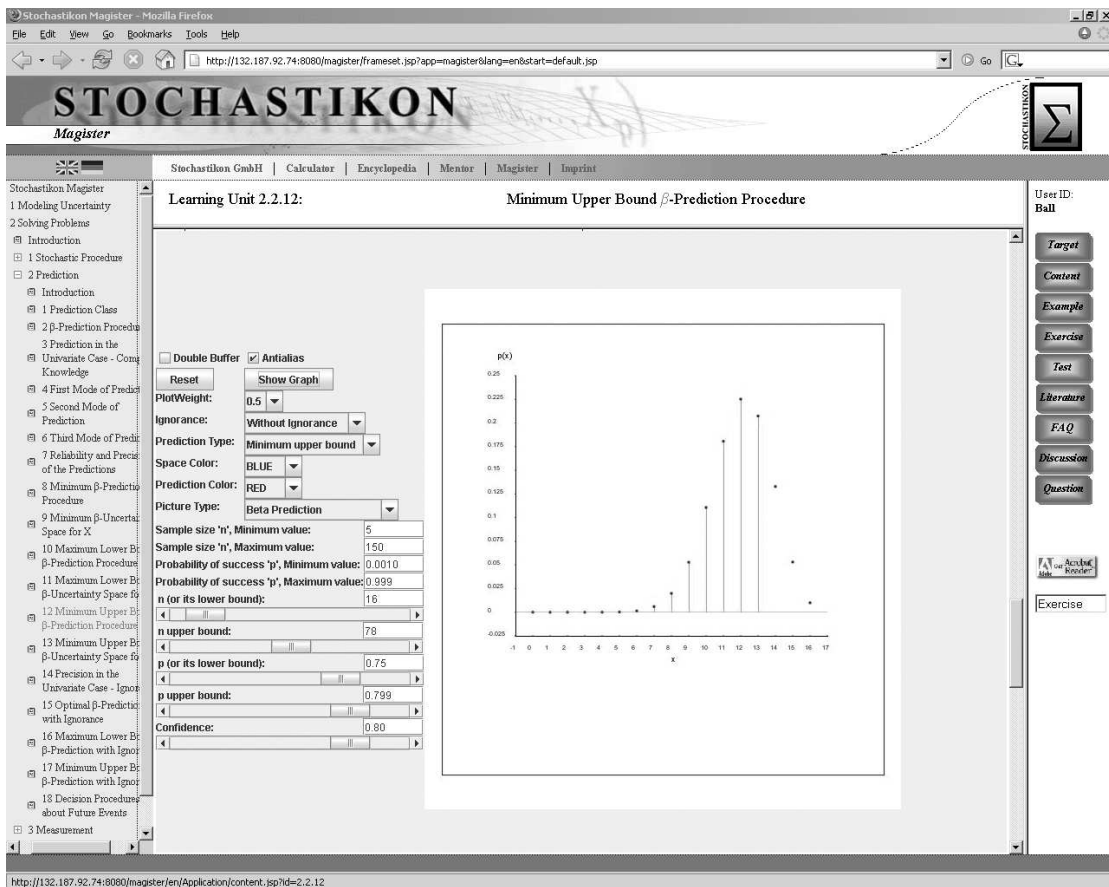 Stochastikon Magister - Mozilla Firefox
File Edit View Go Bookmarks Tools Help
http://132.187.92.74:8080/magister/frameset.jsp?app=magister&lang=en&start=default.jsp
Go
G
STOCHASTIKON
Magister
STOCHASTIKON
Σ
Stochastikon GmbH | Calculator | Encyclopedia | Mentor | Magister | Imprint
Stochastikon Magister
1 Modeling Uncertainty
2 Solving Problems
Introduction
1 Stochastic Procedure
2 Prediction
Introduction
1 Prediction Class
2 β-Prediction Procedu
3 Prediction in the
Univariate Case - Comp
Knowledge
4 First Mode of Predict
5 Second Mode of
Prediction
6 Third Mode of Predic
7 Reliability and Precis
of the Predictions
8 Minimum β-Predictio
Procedure
9 Minimum β-Uncertai
Space for X
10 Maximum Lower Bo
β-Prediction Procedure
11 Maximum Lower Bo
β-Uncertainty Space fo
12 Minimum Upper Bo
β-Prediction Procedure
13 Minimum Upper Bo
β-Uncertainty Space fo
14 Precision in the
Univariate Case - Ignor
15 Optimal β-Predictio
with Ignorance
16 Maximum Lower Bo
β-Prediction with Ignor
17 Minimum Upper Bo
β-Prediction with Ignor
18 Decision Procedures
about Future Events
3 Measurement
Learning Unit 2.2.12: Minimum Upper Bound β-Prediction Procedure
Double Buffer Antialias
Reset Show Graph
PlotWeight: 0.5
Ignorance: Without Ignorance
Prediction Type: Minimum upper bound
Space Color: BLUE
Prediction Color: RED
Picture Type: Beta Prediction
Sample size 'n', Minimum value: 5
Sample size 'n', Maximum value: 150
Probability of success 'p', Minimum value: 0.0010
Probability of success 'p', Maximum value: 0.999
n (or its lower bound): 16
n upper bound: 78
p (or its lower bound): 0.75
p upper bound: 0.799
Confidence: 0.80
p(x)
0.25
0.225
0.2
0.175
0.15
0.125
0.1
0.075
0.05
0.025
0
-0.025
-1 0 1 2 3 4 5 6 7 8 9 10 11 12 13 14 15 16 17
x
User ID:
Ball
Target
Content
Example
Exercise
Test
Literature
FAQ
Discussion
Question
Adobe Get Acrobat Reader
Exercise
http://132.187.92.74:8080/magister/en/Application/content.jsp?id=2.2.12